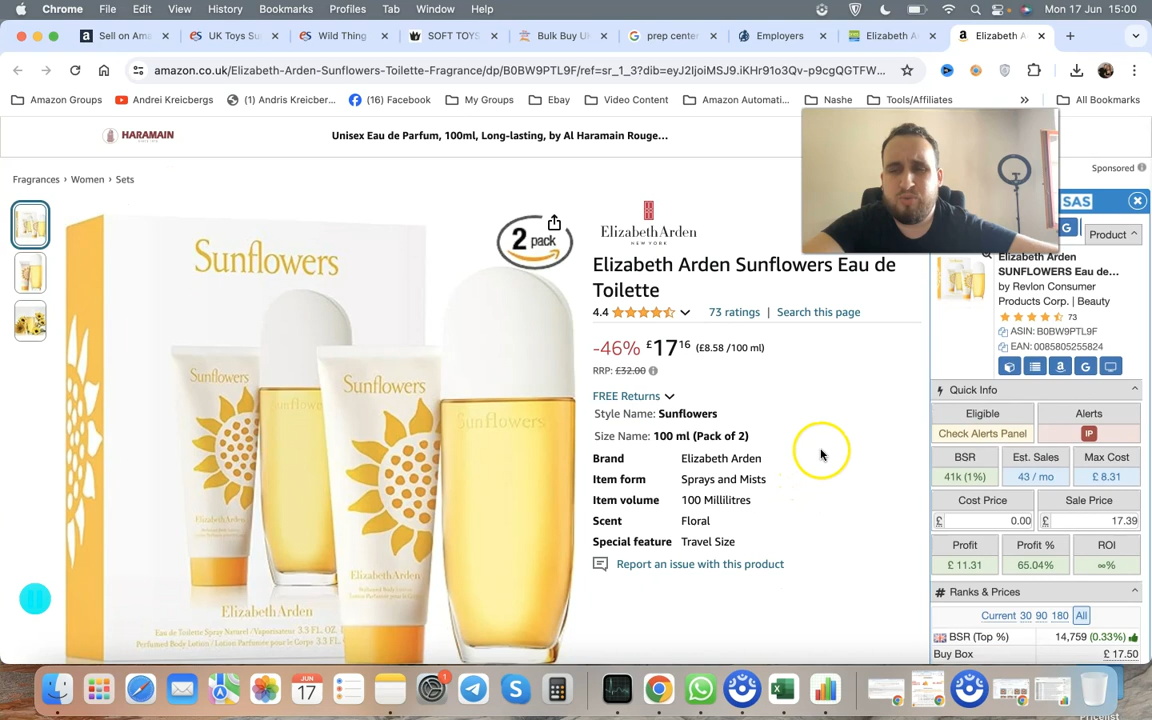 Chrome File Edit View History Bookmarks Profiles Tab Window Help Mon 17 Jun 15:00
Sell on Ama UK Toys Su Wild Thing SOFT TOYS Bulk Buy U prep center Employers Elizabeth A Elizabeth A
amazon.co.uk/Elizabeth-Arden-Sunflowers-Toilette-Fragrance/dp/B0BW9PTL9F/ref=sr_1_3?dib=eyJ2IjoiMSJ9.iKHr91o3Qv-p9cgQGTFW...
Amazon Groups Andrei Kreicbergs (1) Andris Kreicber... (16) Facebook My Groups Ebay Video Content Amazon Automati... Nashe Tools/Affiliates » All Bookmarks
HARAMAIN Unisex Eau de Parfum, 100ml, Long-lasting, by Al Haramain Rouge...
Sponsored
Fragrances › Women › Sets
SAS
Product
2 pack
Sunflowers
Elizabeth Arden
NEW YORK
Elizabeth Arden Sunflowers Eau de
Toilette
4.4 73 ratings | Search this page
-46% £17 16 (£8.58 /100 ml)
RRP: £32.00
FREE Returns
Style Name: Sunflowers
Size Name: 100 ml (Pack of 2)
Brand Elizabeth Arden
Item form Sprays and Mists
Item volume 100 Millilitres
Scent Floral
Special feature Travel Size
Report an issue with this product
Sunflowers
Sunflowers
Sunflowers
Elizabeth Arden
Elizabeth Arden
Elizabeth Arden
Elizabeth Arden
SUNFLOWERS Eau de...
by Revlon Consumer
Products Corp. | Beauty
73
ASIN: B0BW9PTL9F
EAN: 0085805255824
Quick Info
Eligible Alerts
Check Alerts Panel IP
BSR Est. Sales Max Cost
41k (1%) 43 / mo £ 8.31
Cost Price Sale Price
£ 0.00 £ 17.39
Profit Profit % ROI
£ 11.31 65.04% ∞%
Ranks & Prices
Current 30 90 180 All
BSR (Top %) 14,759 (0.33%)
Buy Box £ 17.50
JUN
17
1